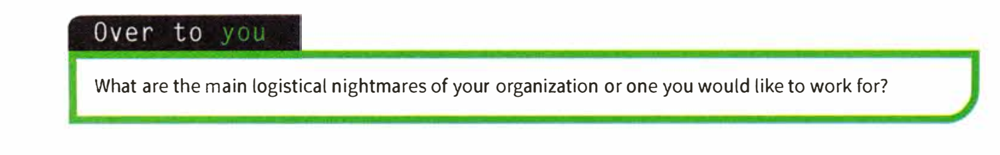 Over to you
What are the main logistical nightmares of your organization or one you would like to work for?